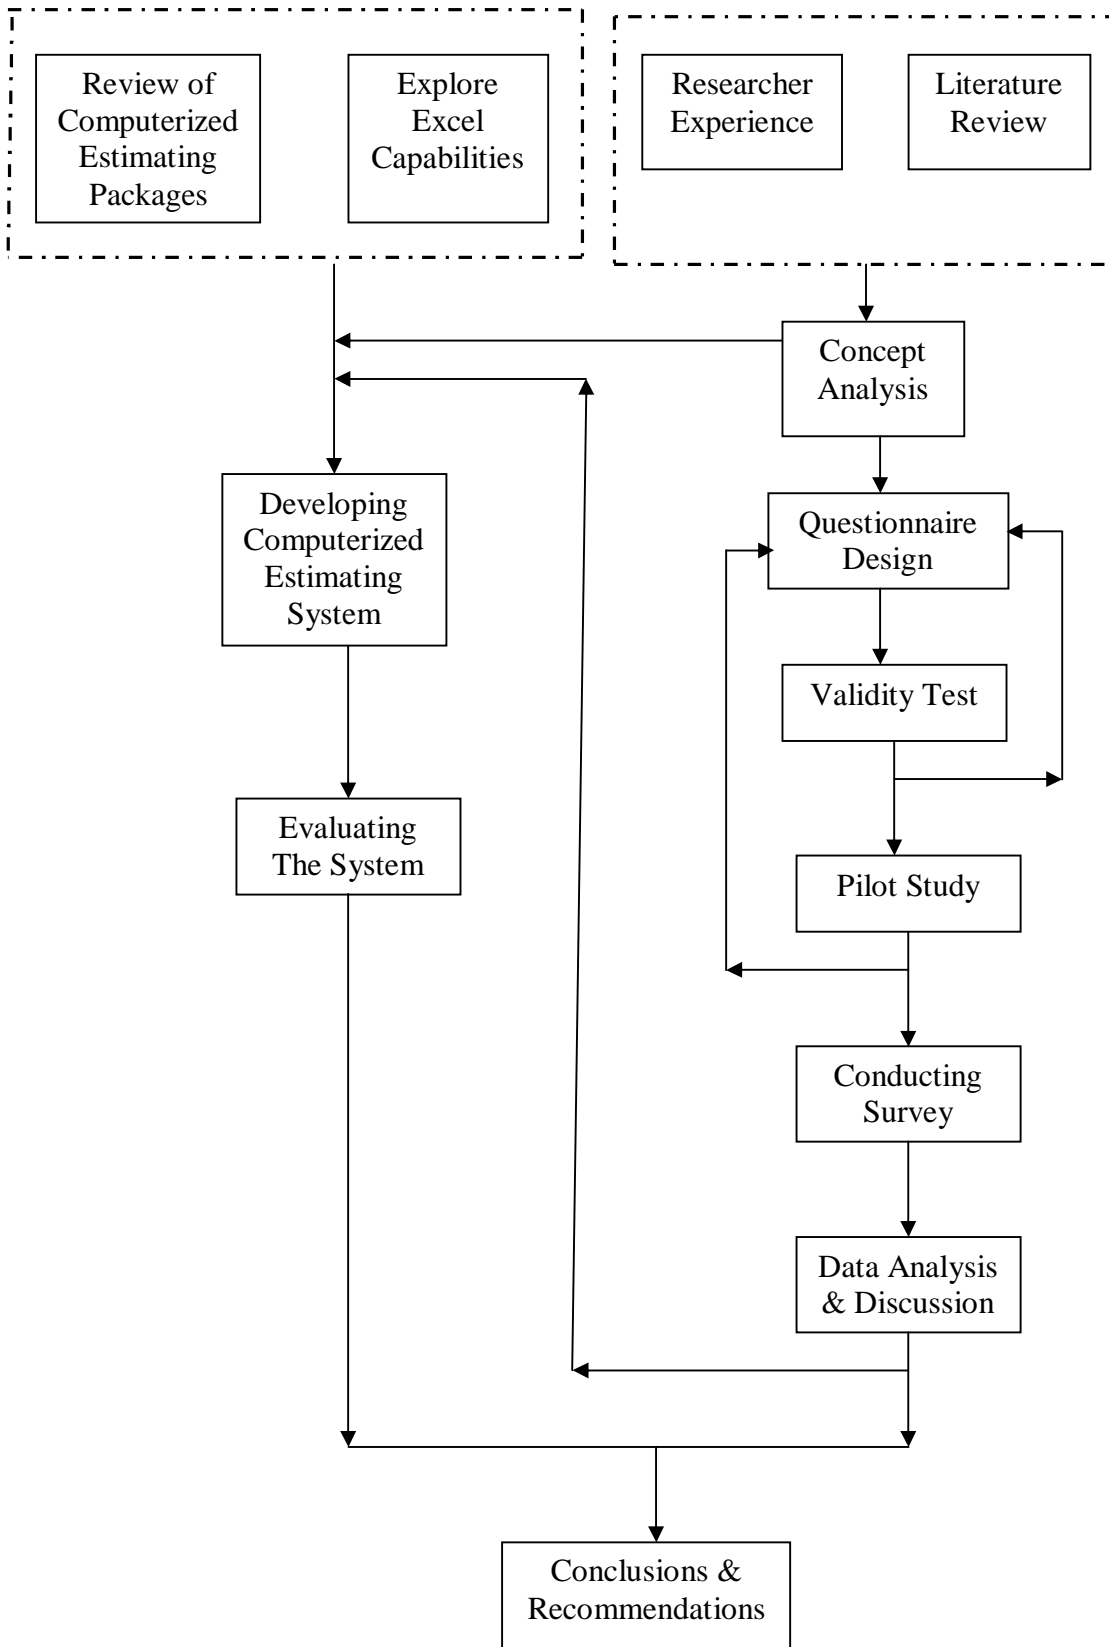 Review of
Computerized
Estimating
Packages
Explore
Excel
Capabilities
Researcher
Experience
Literature
Review
Concept
Analysis
Developing
Computerized
Estimating
System
Questionnaire
Design
Validity Test
Evaluating
The System
Pilot Study
Conducting
Survey
Data Analysis
& Discussion
Conclusions &
Recommendations